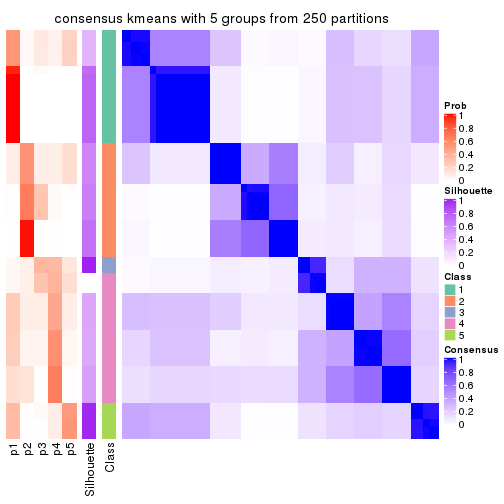 consensus kmeans with 5 groups from 250 partitions
Prob
1
0.8
0.6
0.4
0.2
0
Silhouette
1
0.8
0.6
0.4
0.2
0
Class
1
2
3
4
5
Consensus
1
0.8
0.6
0.4
0.2
0
p1
p2
p3
p4
p5
Silhouette
Class